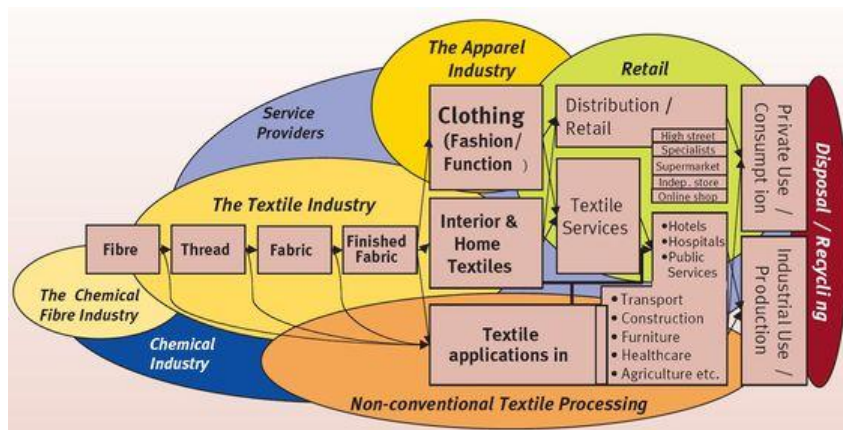 The Apparel
Industry
Retail
Service
Providers
Clothing
(Fashion/
Function
)
Distribution /
Retail
High street
Specialists
Supermarket
Indep. store
Online shop
Private Use /
Consumpt ion
Disposal / Recycling
The Textile Industry
Fibre
Thread
Fabric
Finished
Fabric
Interior &
Home
Textiles
Textile
Services
•Hotels
•Hospitals
•Public
Services
Industrial Use /
Production
The Chemical
Fibre Industry
Chemical
Industry
Textile
applications in
•Transport
•Construction
•Furniture
•Healthcare
•Agriculture etc.
Non-conventional Textile Processing